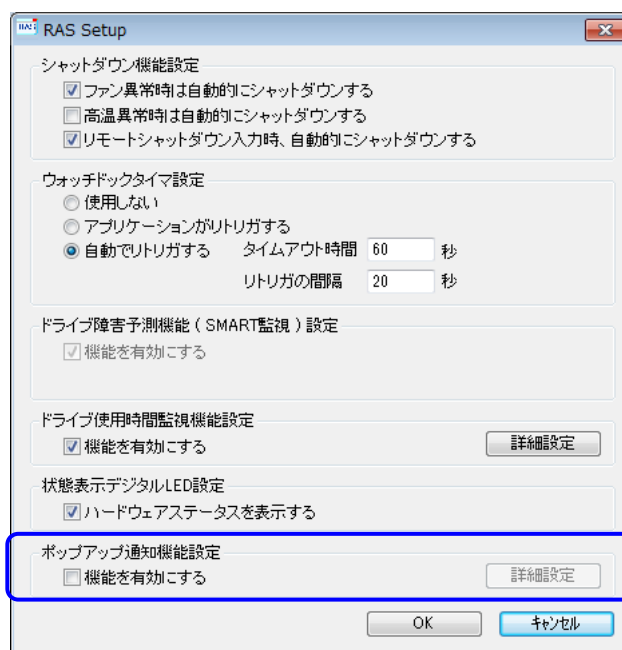 RAS RAS Setup
シャットダウン機能設定
ファン異常時は自動的にシャットダウンする
高温異常時は自動的にシャットダウンする
リモートシャットダウン入力時、自動的にシャットダウンする
ウォッチドックタイマ設定
使用しない
アプリケーションがリトリガする
自動でリトリガする タイムアウト時間 60 秒
リトリガの間隔 20 秒
ドライブ障害予測機能（SMART監視）設定
機能を有効にする
ドライブ使用時間監視機能設定
機能を有効にする 詳細設定
状態表示デジタルLED設定
ハードウェアステータスを表示する
ポップアップ通知機能設定
機能を有効にする 詳細設定
OK キャンセル